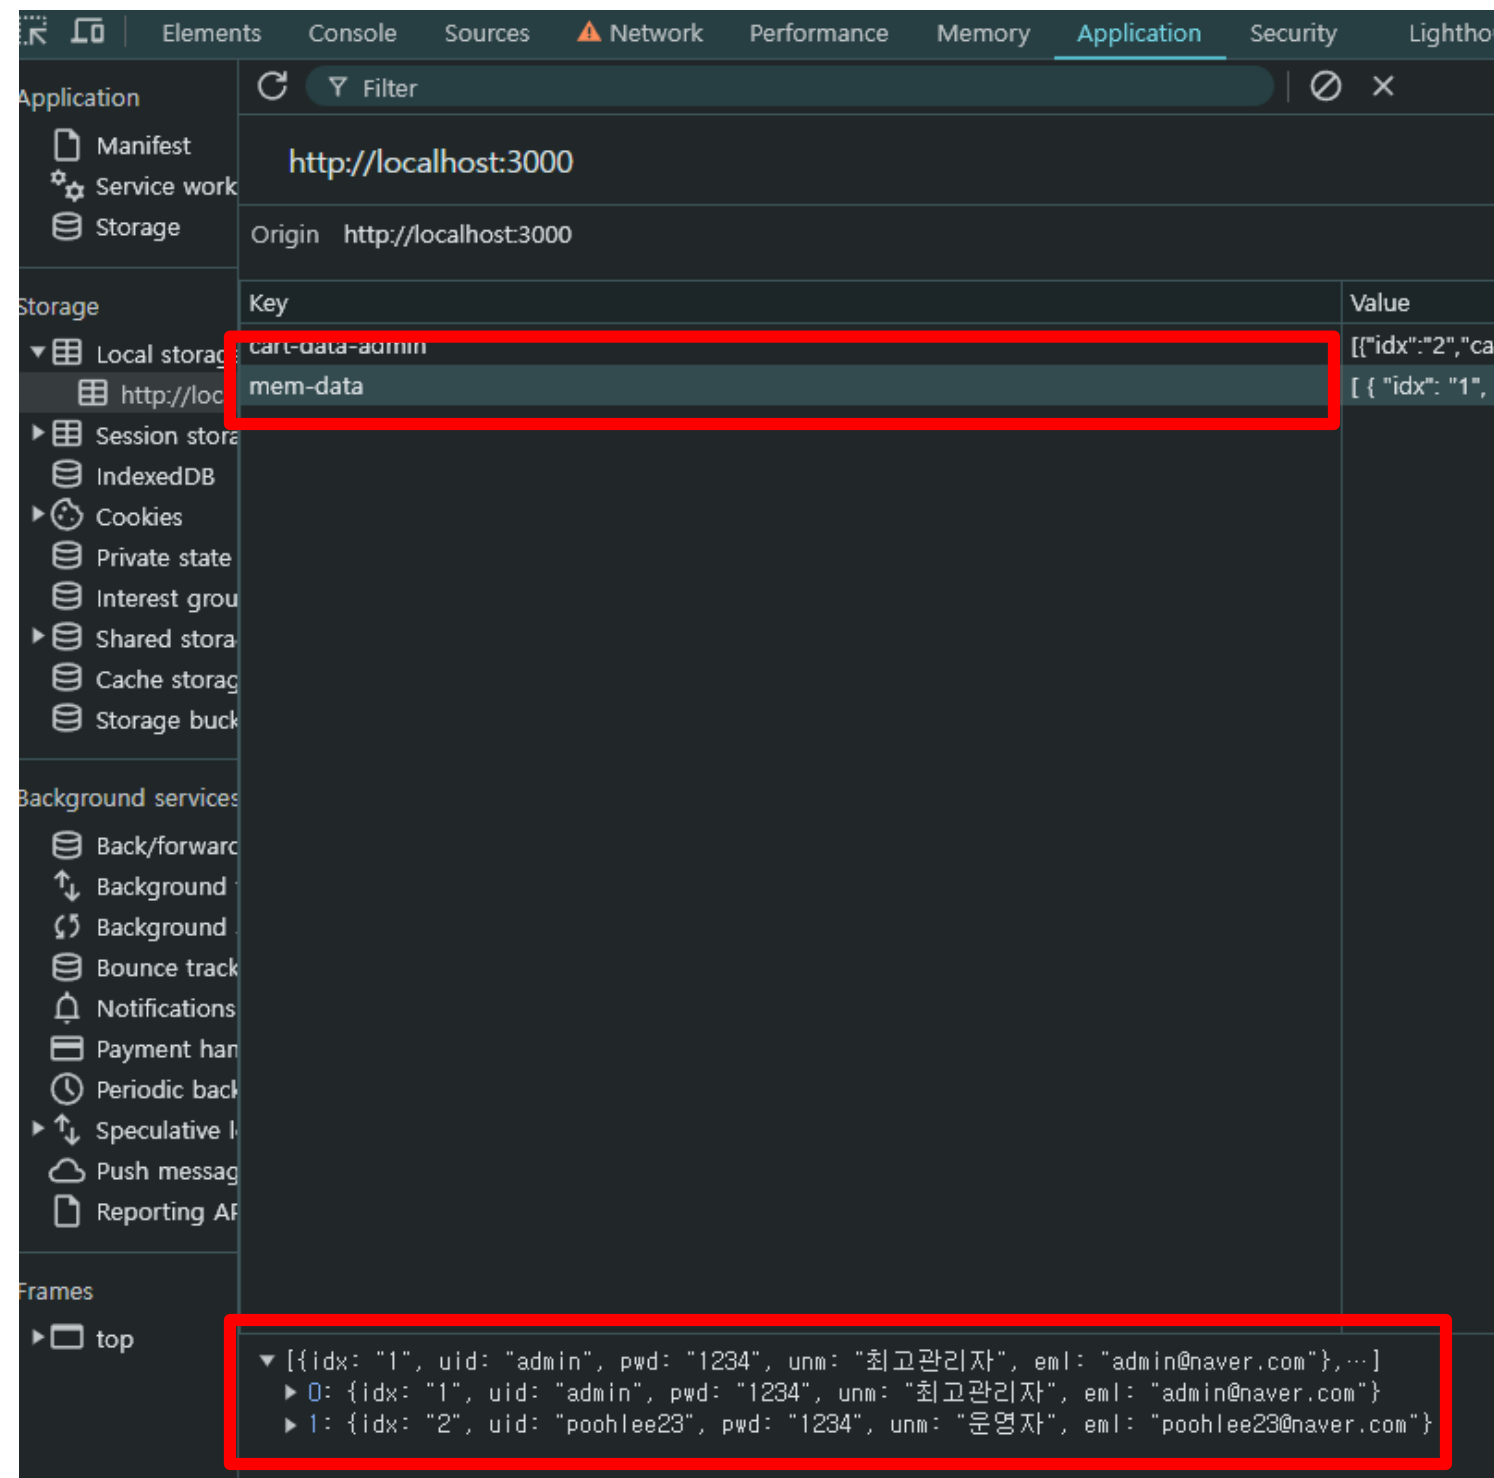 Elements Console Sources Network Performance Memory Application Security Lightho
Application
Filter
Manifest
Service work
Storage
http://localhost:3000
Origin http://localhost:3000
Storage
Key Value
Local storag
cart-data-admin [{"idx":"2","ca
http://loc
mem-data [ { "idx": "1",
Session stora
IndexedDB
Cookies
Private state
Interest grou
Shared stora
Cache storag
Storage buck
Background services
Back/forward
Background
Background
Bounce track
Notifications
Payment han
Periodic back
Speculative l
Push messag
Reporting AP
Frames
top
[{idx: "1", uid: "admin", pwd: "1234", unm: "최고관리자", eml: "admin@naver.com"},…]
0: {idx: "1", uid: "admin", pwd: "1234", unm: "최고관리자", eml: "admin@naver.com"}
1: {idx: "2", uid: "poohlee23", pwd: "1234", unm: "운영자", eml: "poohlee23@naver.com"}